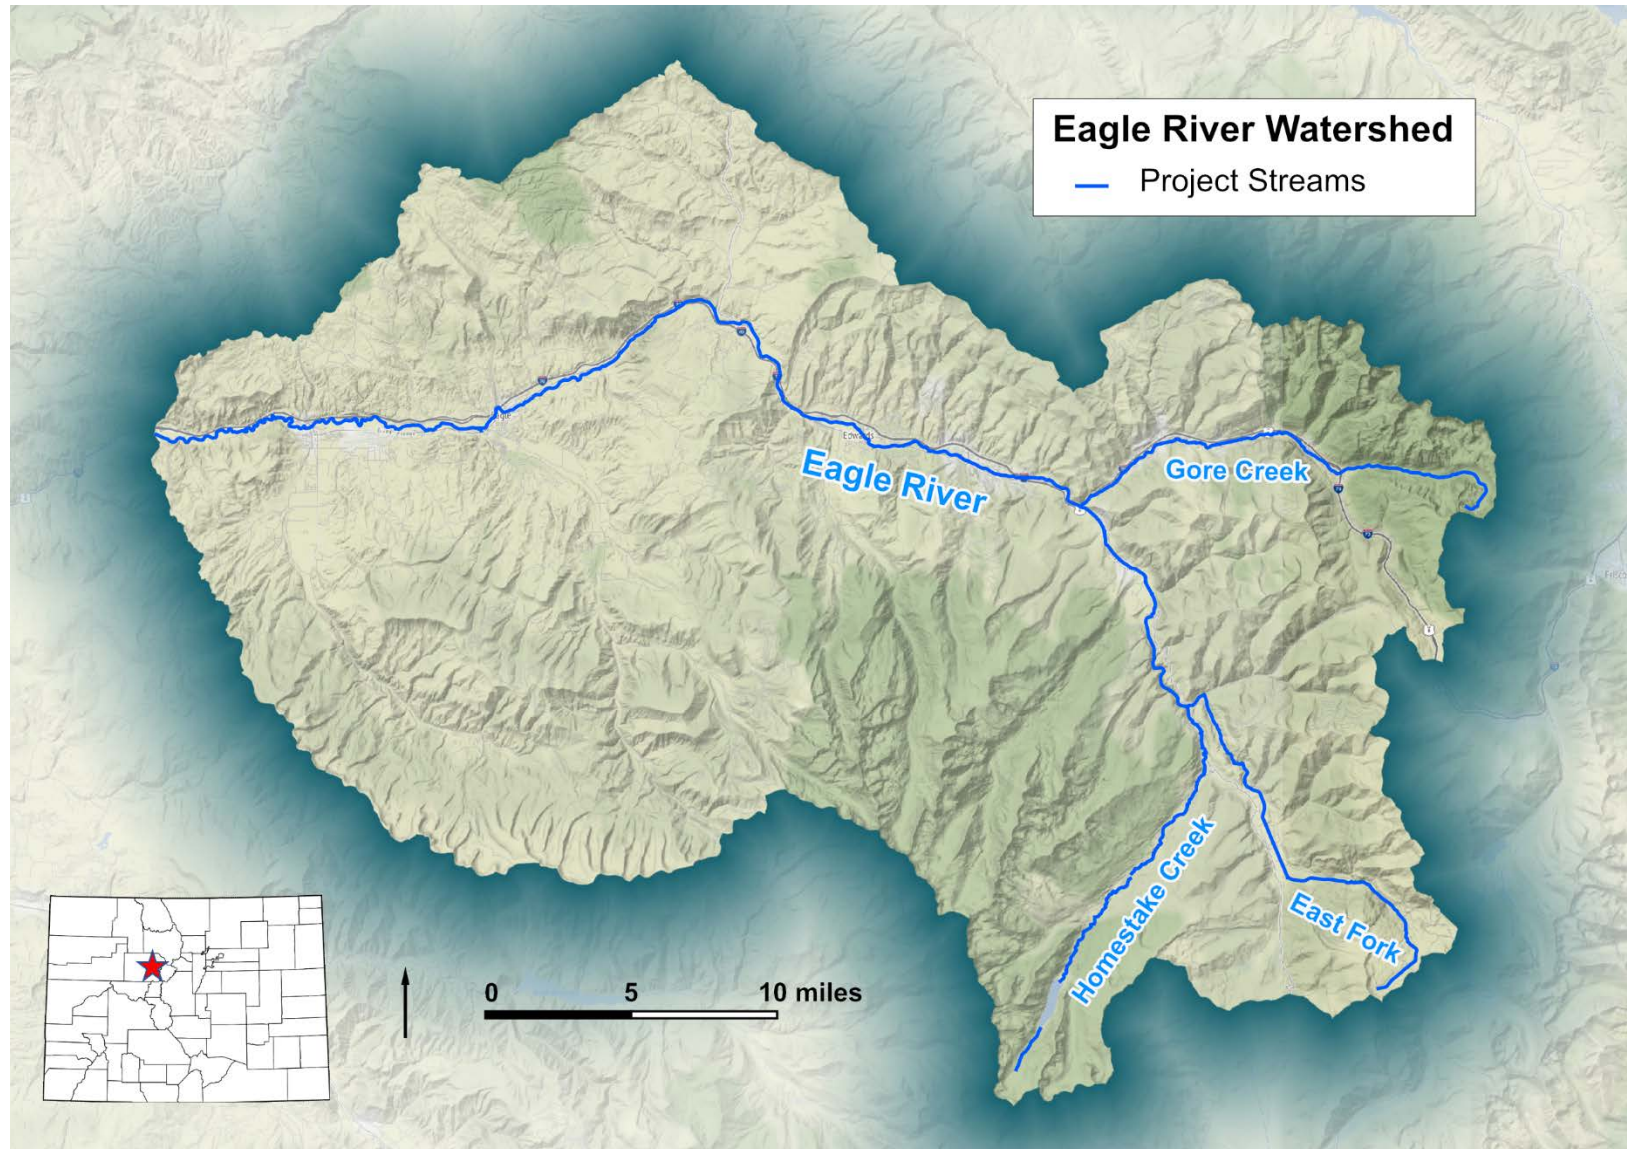 Eagle River Watershed
Project Streams
Edwards
Eagle River
Gore Creek
Homestake Creek
East Fork
0 5 10 miles